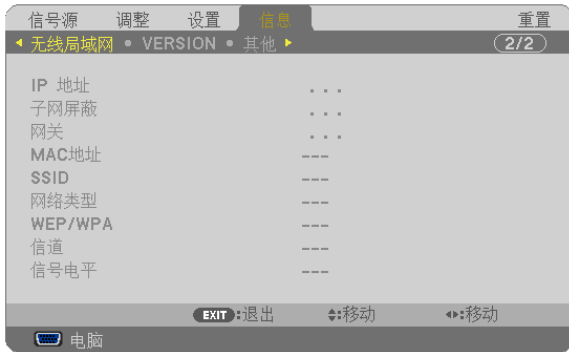 信号源 调整 设置 信息 重置
无线局域网 • VERSION • 其他 2/2
IP 地址 . . .
子网屏蔽 . . .
网关 . . .
MAC地址 ---
SSID ---
网络类型 ---
WEP/WPA ---
信道 ---
信号电平 ---
EXIT:退出 :移动 :移动
电脑